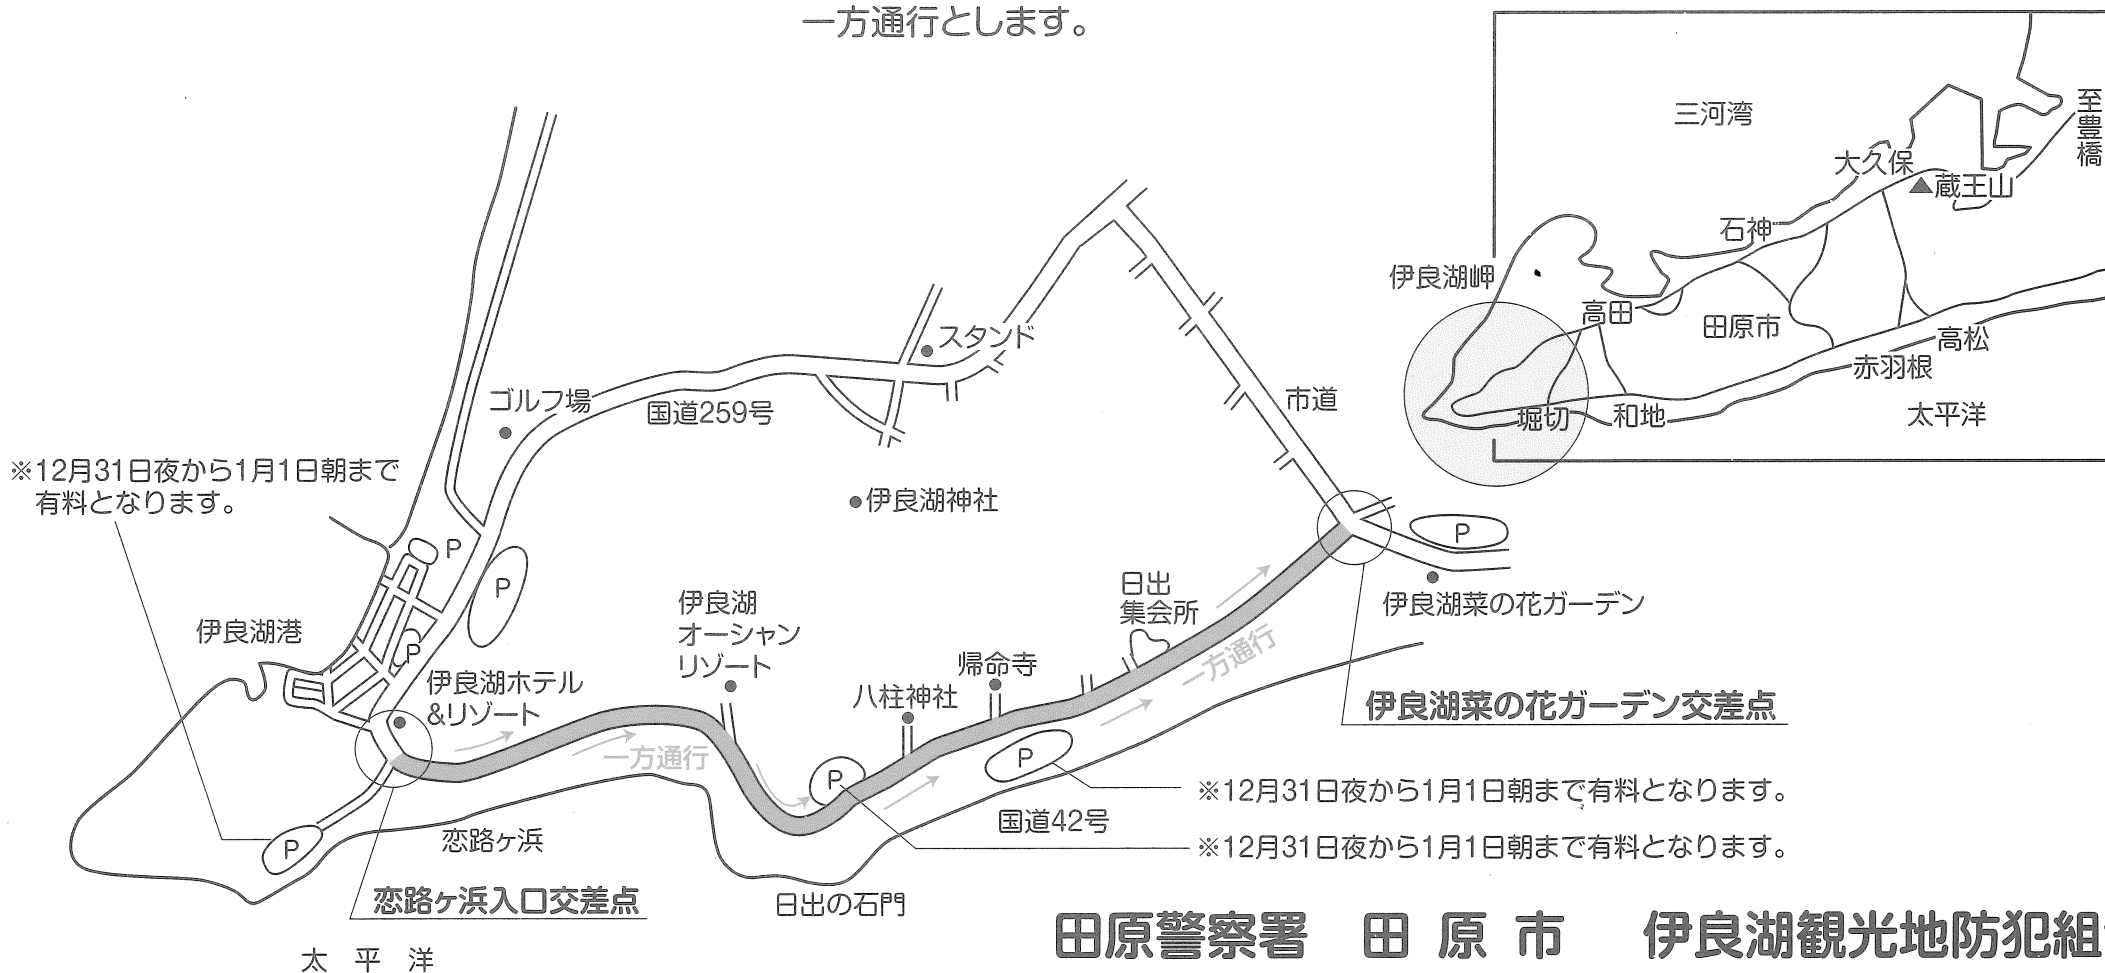 一方通行とします。
三河湾
至豊橋
大久保
▲蔵王山
石神
伊良湖岬
高田
田原市
高松
赤羽根
堀切
和地
太平洋
スタンド
ゴルフ場
国道259号
市道
※12月31日夜から1月1日朝まで
有料となります。
伊良湖神社
P
P
P
伊良湖菜の花ガーデン
日出
集会所
伊良湖
オーシャン
リゾート
伊良湖港
P
伊良湖ホテル
&リゾート
帰命寺
八柱神社
一方通行
伊良湖菜の花ガーデン交差点
一方通行
P
P
※12月31日夜から1月1日朝まで有料となります。
国道42号
恋路ヶ浜
P
※12月31日夜から1月1日朝まで有料となります。
恋路ヶ浜入口交差点
日出の石門
太平洋
田原警察署 田原市 伊良湖観光地防犯組